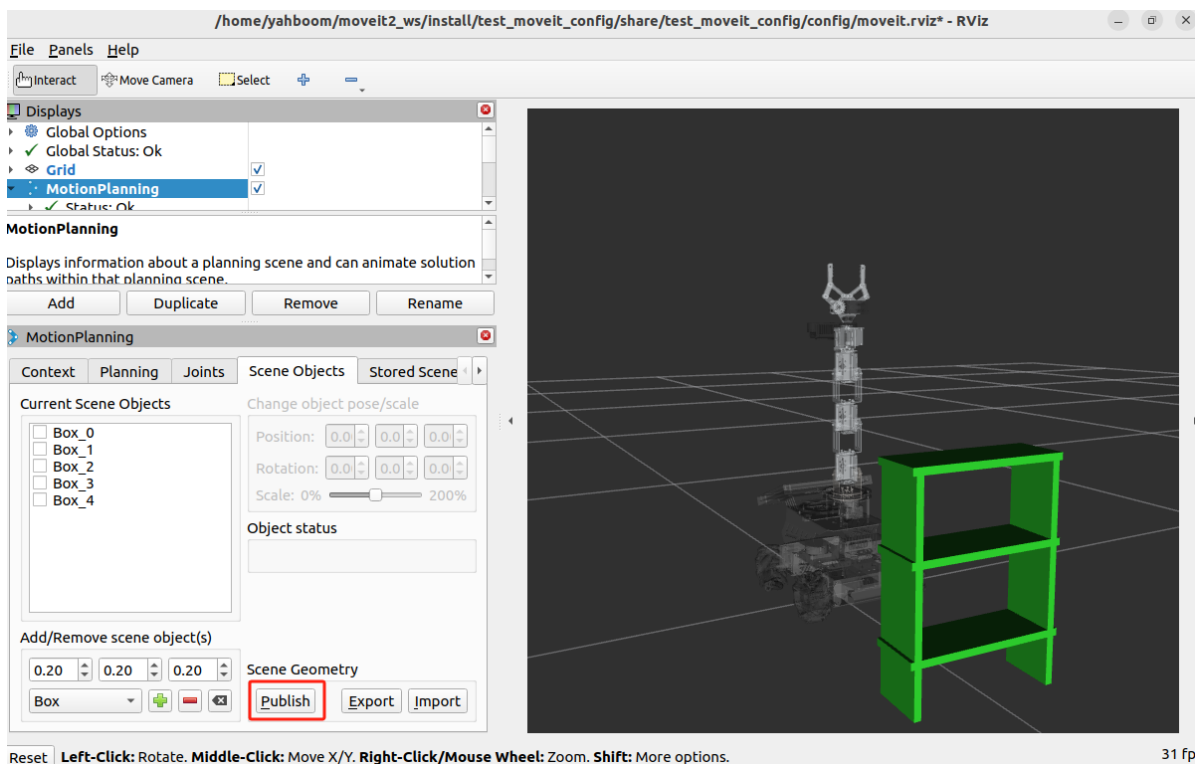 /home/yahboom/moveit2_ws/install/test_moveit_config/share/test_moveit_config/config/moveit.rviz* - RViz
File Panels Help
Interact Move Camera Select
Displays
Global Options
Global Status: Ok
Grid
MotionPlanning
Status: Ok
MotionPlanning
Displays information about a planning scene and can animate solution
paths within that planning scene.
Add Duplicate Remove Rename
MotionPlanning
Context Planning Joints Scene Objects Stored Scene
Current Scene Objects
Box_0
Box_1
Box_2
Box_3
Box_4
Change object pose/scale
Position: 0.0 0.0 0.0
Rotation: 0.0 0.0 0.0
Scale: 0% 200%
Object status
Add/Remove scene object(s)
0.20 0.20 0.20
Box
Scene Geometry
Publish Export Import
Reset Left-Click: Rotate. Middle-Click: Move X/Y. Right-Click/Mouse Wheel: Zoom. Shift: More options. 31 fp